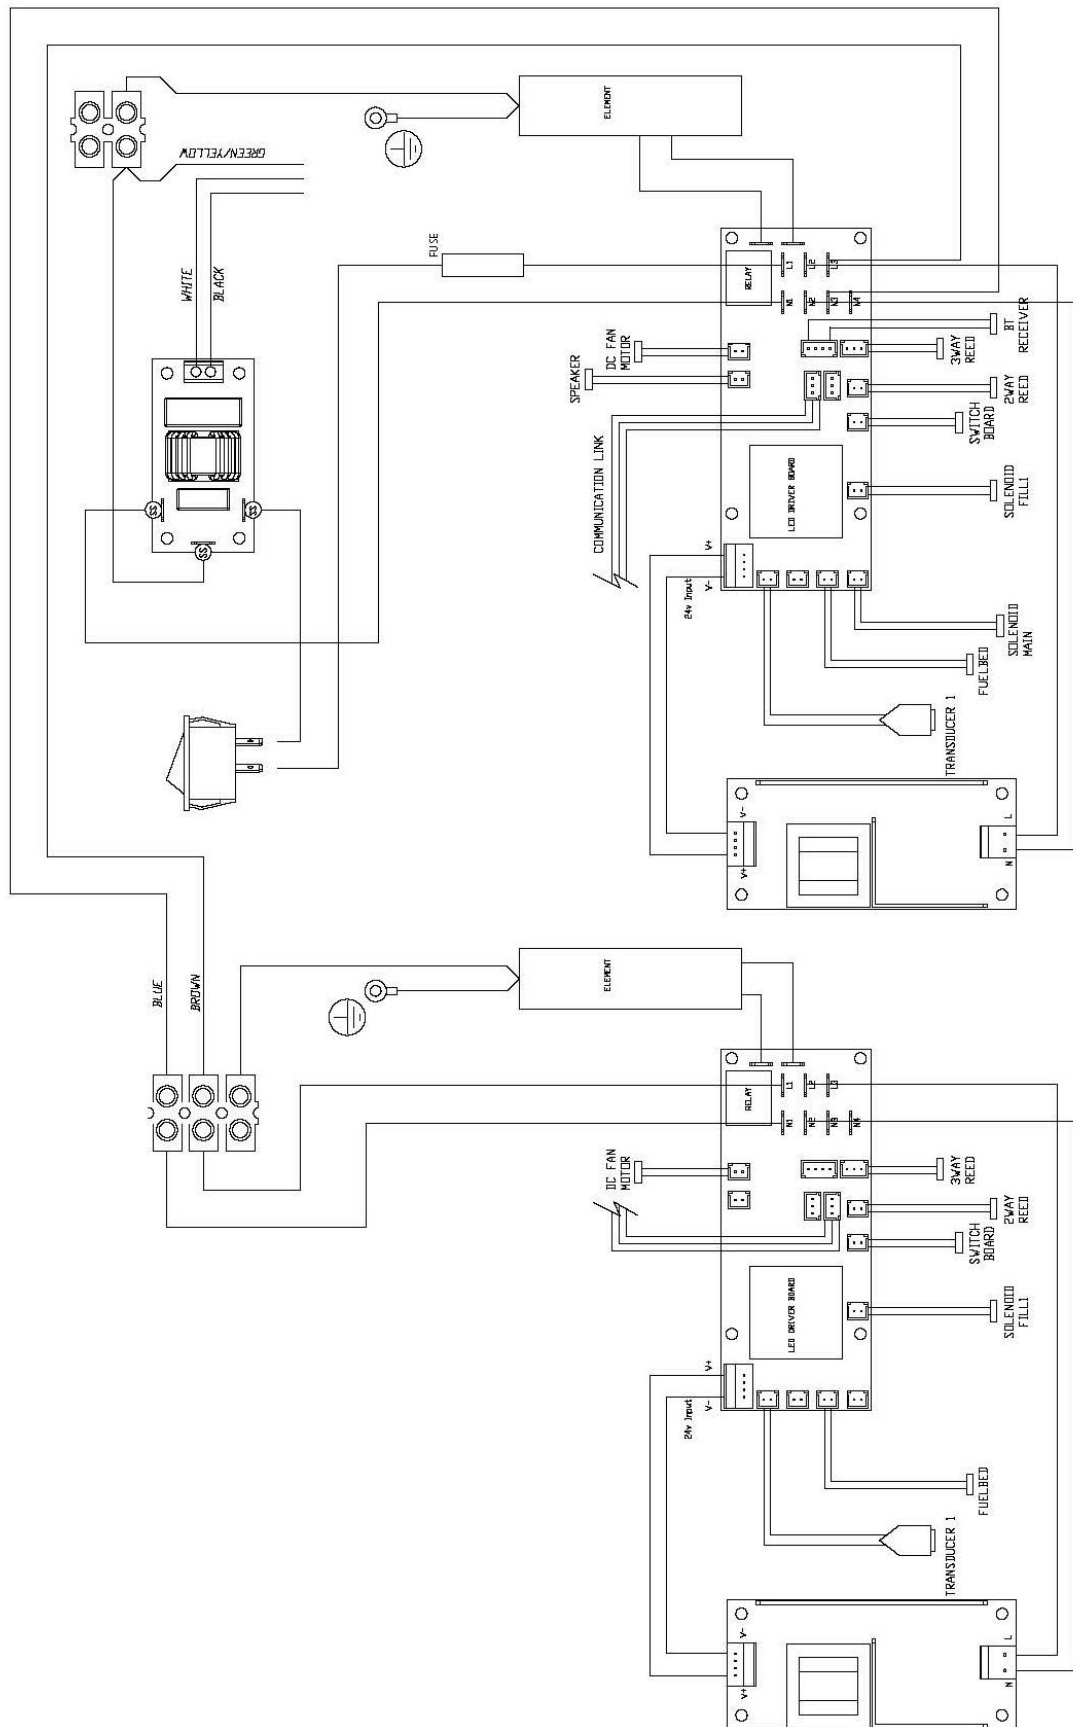 ELEMENT
GREEN/YELLOW
FUSE
WHITE
BLACK
RELAY
L1
L2
L3
N1
N2
N3
N4
SPEAKER
DC FAN
MOTOR
BT
RECEIVER
3WAY
REED
2WAY
REED
SWITCH
BOARD
COMMUNICATION LINK
LED DRIVER BOARD
SOLENOID
FILL1
SS
SS
SS
V+
24v Input
V-
SOLENOID
MAIN
FUELBED
TRANSDUCER 1
V-
V+
L
N
BLUE
BROWN
ELEMENT
RELAY
L1
L2
L3
N1
N2
N3
N4
DC FAN
MOTOR
3WAY
REED
2WAY
REED
SWITCH
BOARD
LED DRIVER BOARD
SOLENOID
FILL1
V+
24v Input
V-
FUELBED
TRANSDUCER 1
V-
V+
L
N